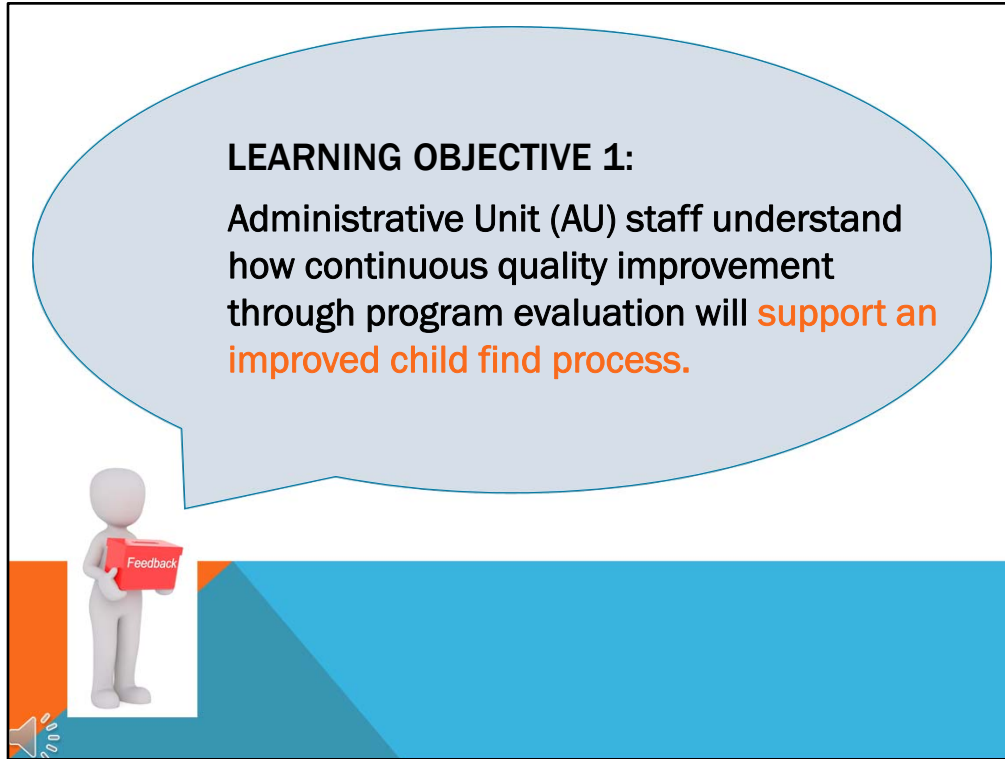 LEARNING OBJECTIVE 1:
Administrative Unit (AU) staff understand
how continuous quality improvement
through program evaluation will support an
improved child find process.
Feedback